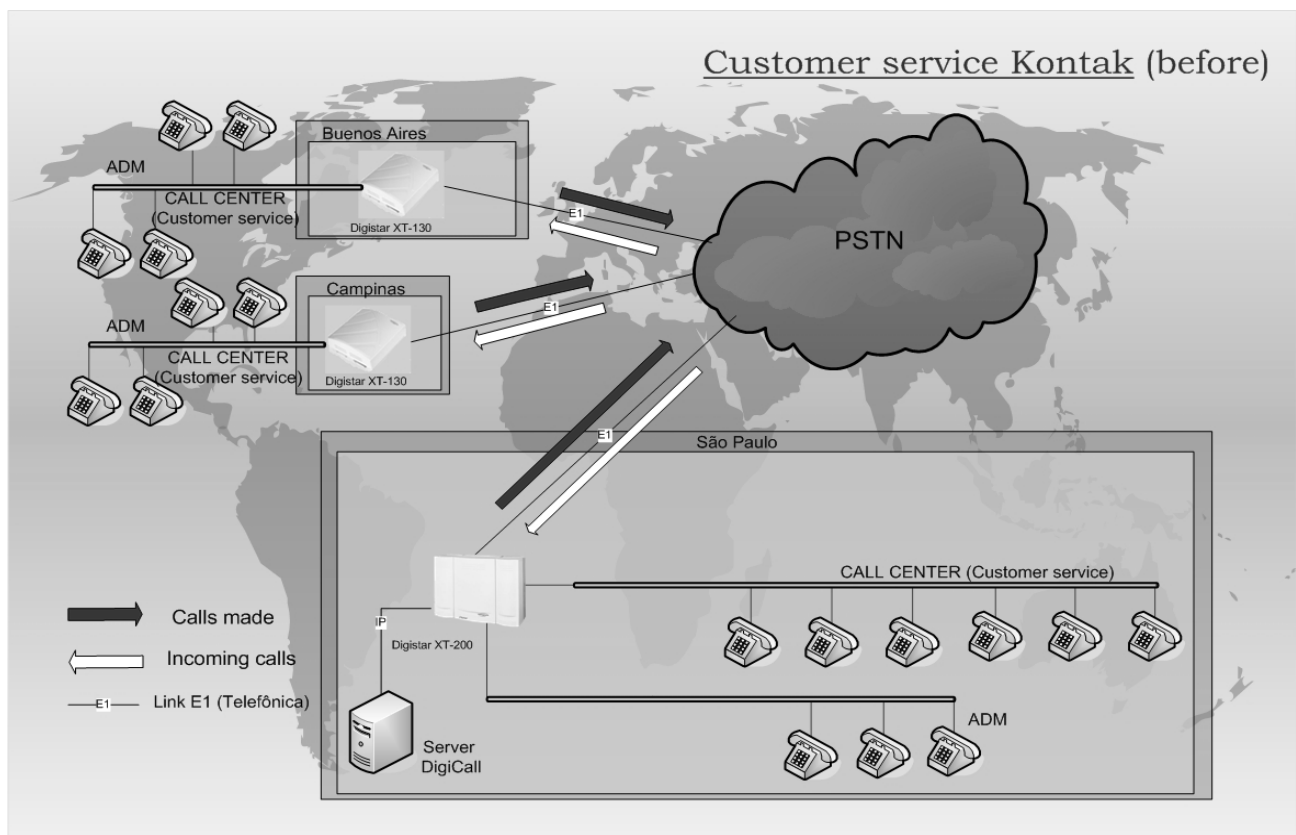 Customer service Kontak (before)
Buenos Aires
ADM
CALL CENTER
(Customer service)
Digistar XT-130
E1
PSTN
Campinas
ADM
CALL CENTER
(Customer service)
Digistar XT-130
E1
E1
São Paulo
CALL CENTER (Customer service)
Calls made
IP
Digistar XT-200
Incoming calls
E1
Link E1 (Telefônica)
ADM
Server
DigiCall